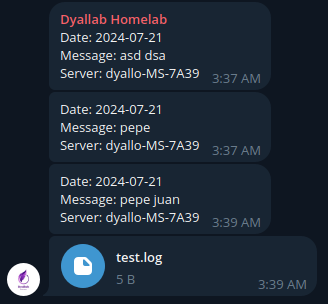 Dyallab Homelab
Date: 2024-07-21
Message: asd dsa
Server: dyallo-MS-7A39
3:37 AM
Date: 2024-07-21
Message: pepe
Server: dyallo-MS-7A39
3:37 AM
Date: 2024-07-21
Message: pepe juan
Server: dyallo-MS-7A39
3:39 AM
test.log
5 B
3:39 AM